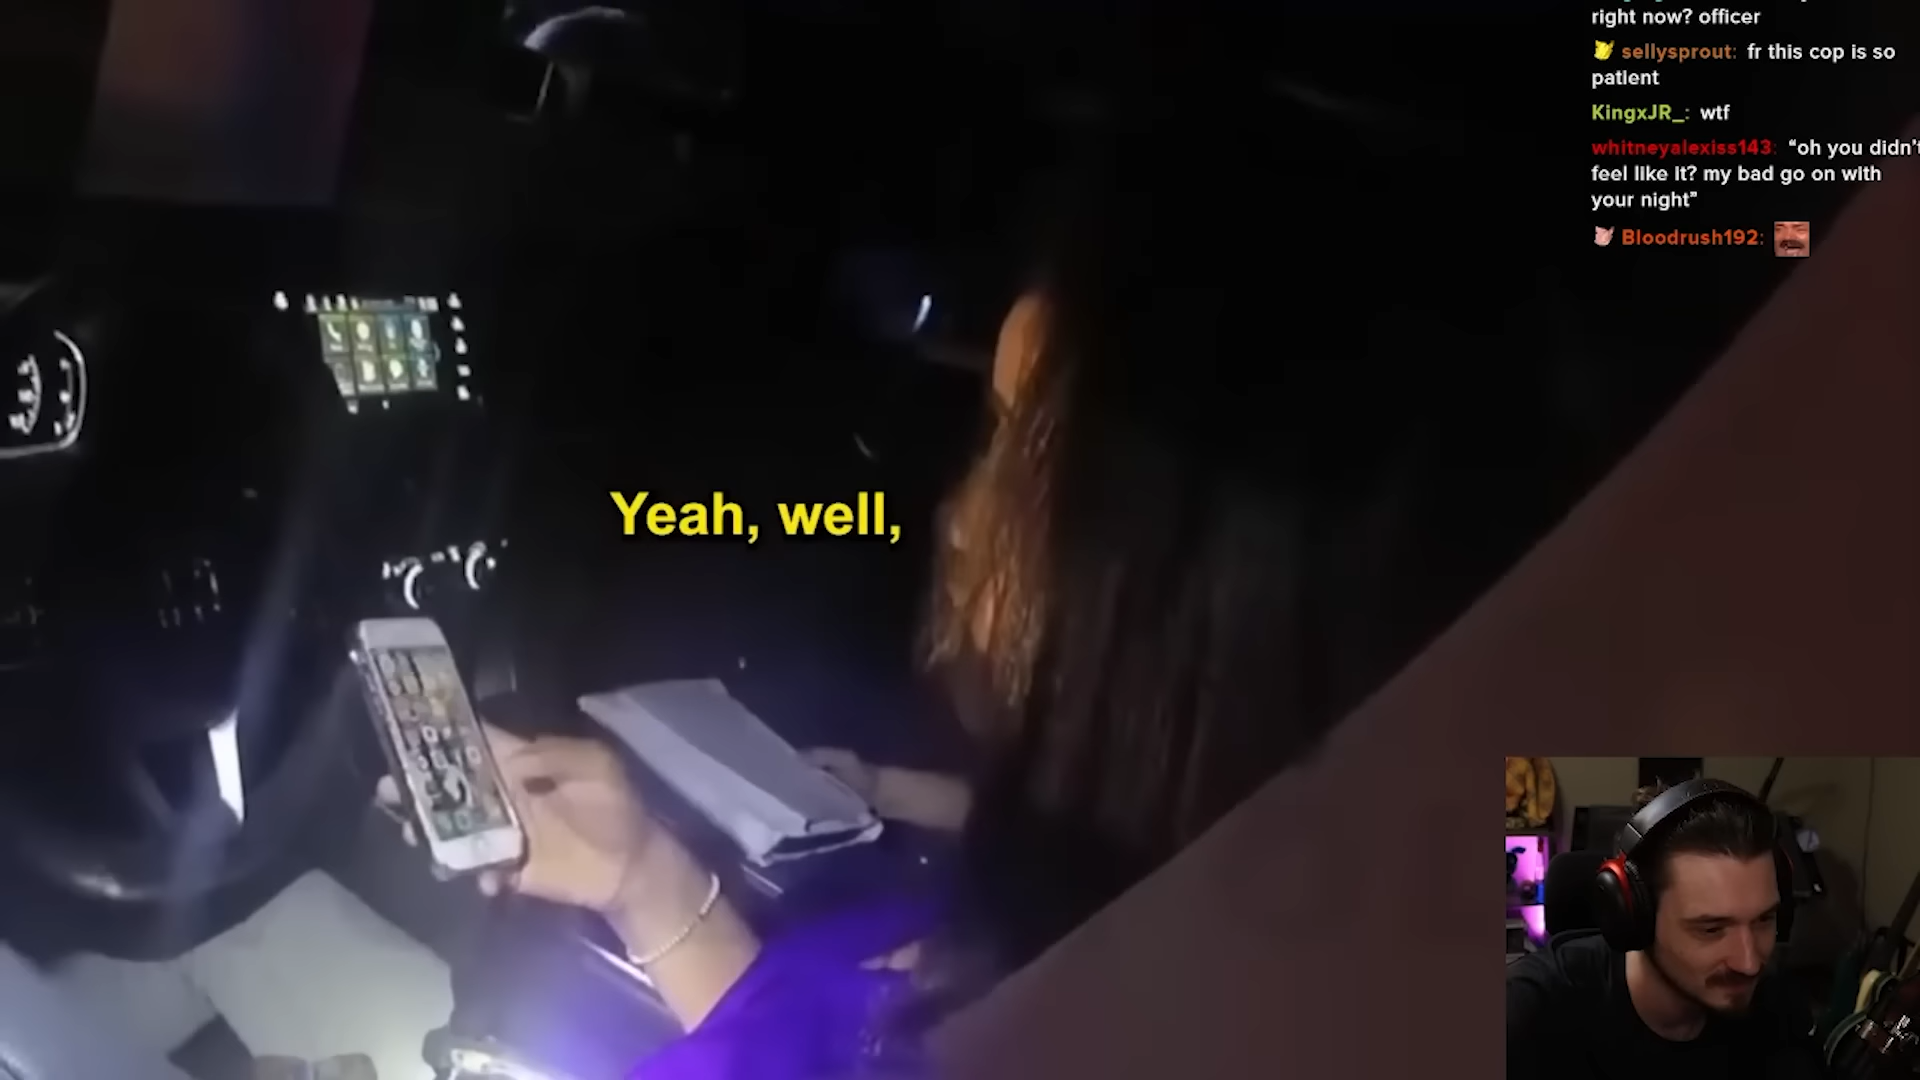 right now? officer
sellysprout: fr this cop is so
patient
KingxJR_: wtf
whitneyalexiss143: “oh you didn't
feel like it? my bad go on with
your night”
Bloodrush192:
Yeah, well,